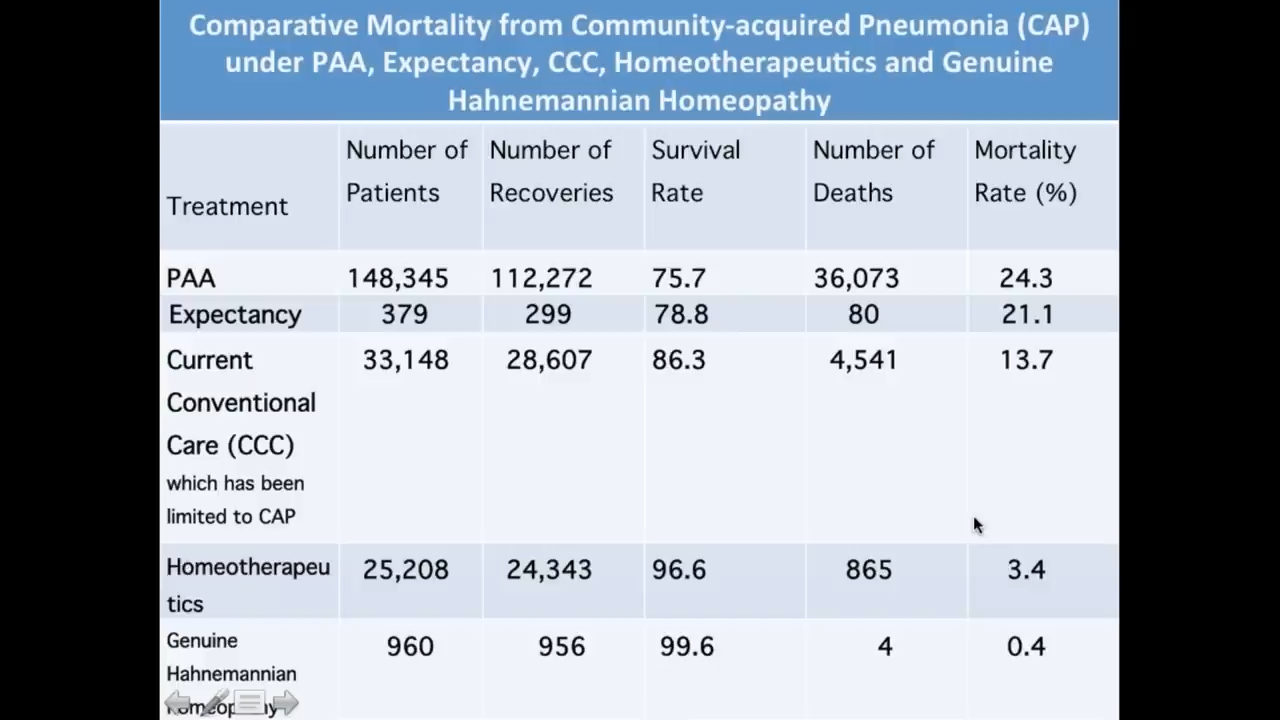 Comparative Mortality from Community-acquired Pneumonia (CAP)
under PAA, Expectancy, CCC, Homeotherapeutics and Genuine
Hahnemannian Homeopathy
Treatment
Number of
Patients
Number of
Recoveries
Survival
Rate
Number of
Deaths
Mortality
Rate (%)
PAA 148,345 112,272 75.7 36,073 24.3
Expectancy 379 299 78.8 80 21.1
Current 33,148 28,607 86.3 4,541 13.7
Conventional
Care (CCC)
which has been
limited to CAP
Homeotherapeu 25,208 24,343 96.6 865 3.4
tics
Genuine 960 956 99.6 4 0.4
Hahnemannian